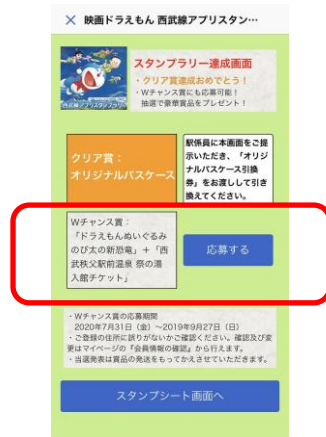 × 映画ドラえもん 西武線アプリスタン…
スタンプラリー達成画面
・クリア賞達成おめでとう！
・Wチャンス賞にも応募可能！
抽選で豪華賞品をプレゼント！
西武線アプリスタンプラリー
クリア賞：
オリジナルパスケース
駅係員に本画面をご提
示いただき、「オリジ
ナルパスケース引換
券」をお渡しして引き
換えてください。
Wチャンス賞：
「ドラえもんぬいぐるみ
のび太の新恐竜」＋「西
武秩父駅前温泉 祭の湯
入館チケット」
応募する
・Wチャンス賞の応募期間
2020年7月31日（金）～2019年9月27日（日）
・ご登録の住所に誤りがないかご確認ください。確認及び変
更はマイページの『会員情報の確認』から行えます。
・当選発表は賞品の発送をもってかえさせていただきます。
スタンプシート画面へ